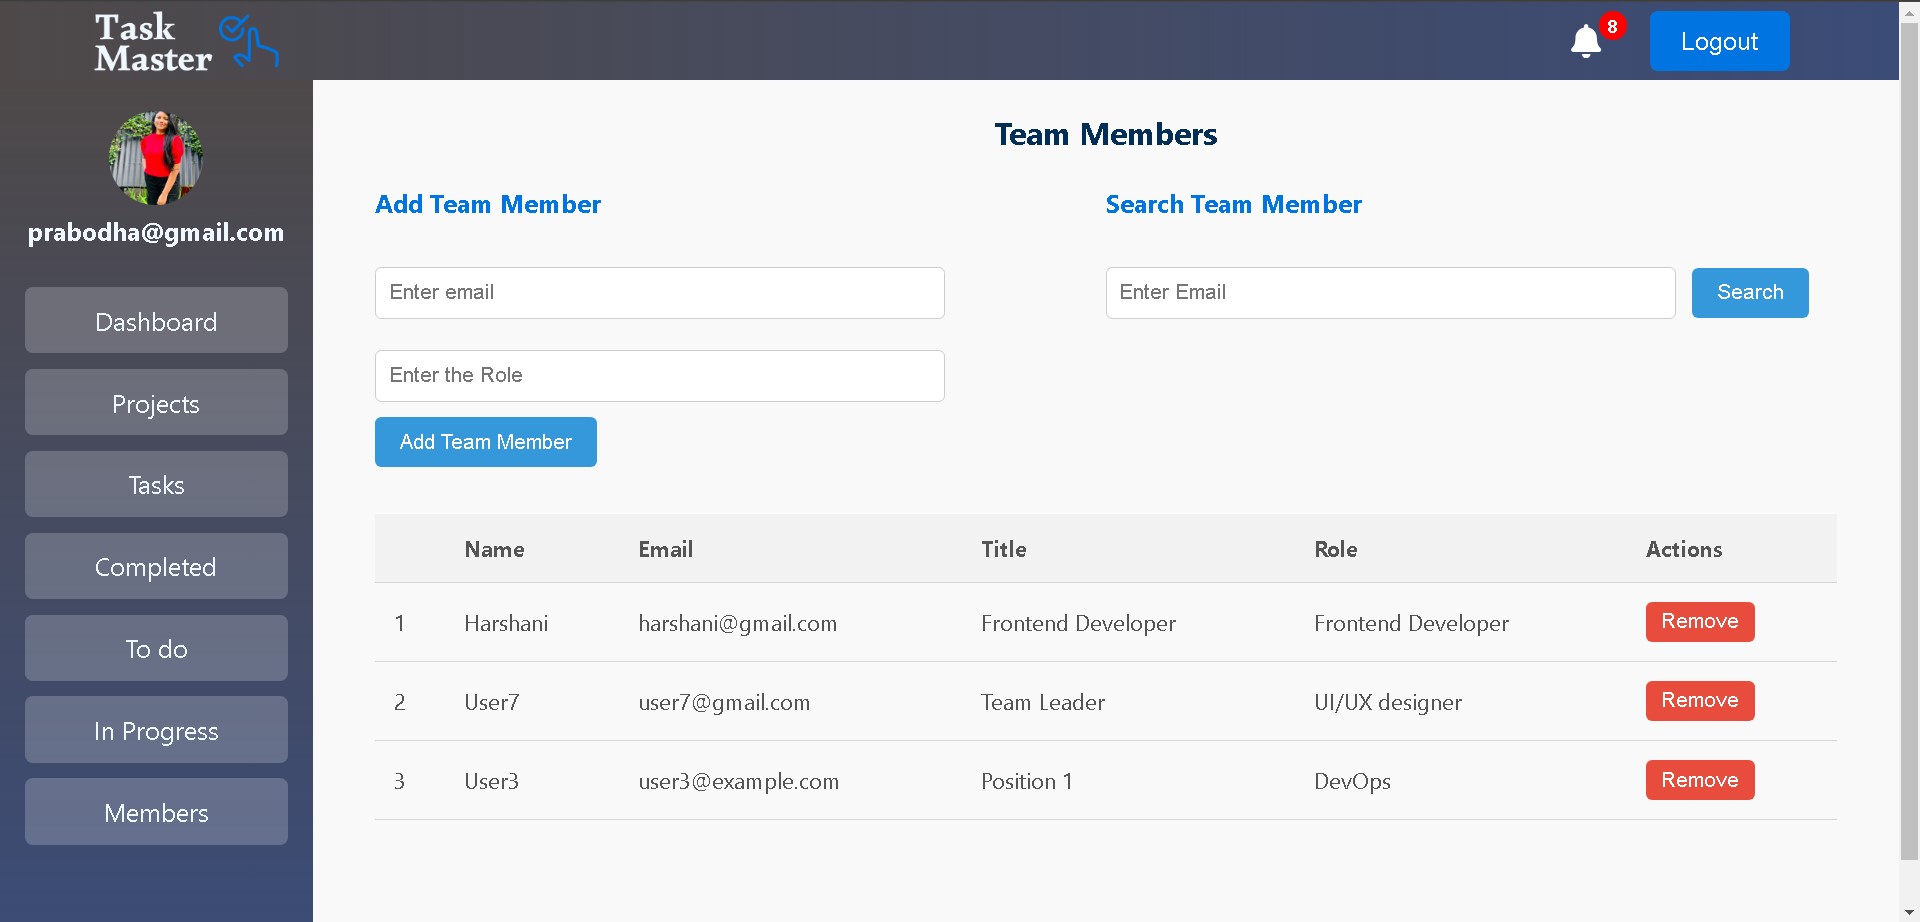 Task
Master
8
Logout
prabodha@gmail.com
Dashboard
Projects
Tasks
Completed
To do
In Progress
Members
Team Members
Add Team Member
Enter email
Enter the Role
Add Team Member
Search Team Member
Enter Email Search
Name Email Title Role Actions
1 Harshani harshani@gmail.com Frontend Developer Frontend Developer Remove
2 User7 user7@gmail.com Team Leader UI/UX designer Remove
3 User3 user3@example.com Position 1 DevOps Remove